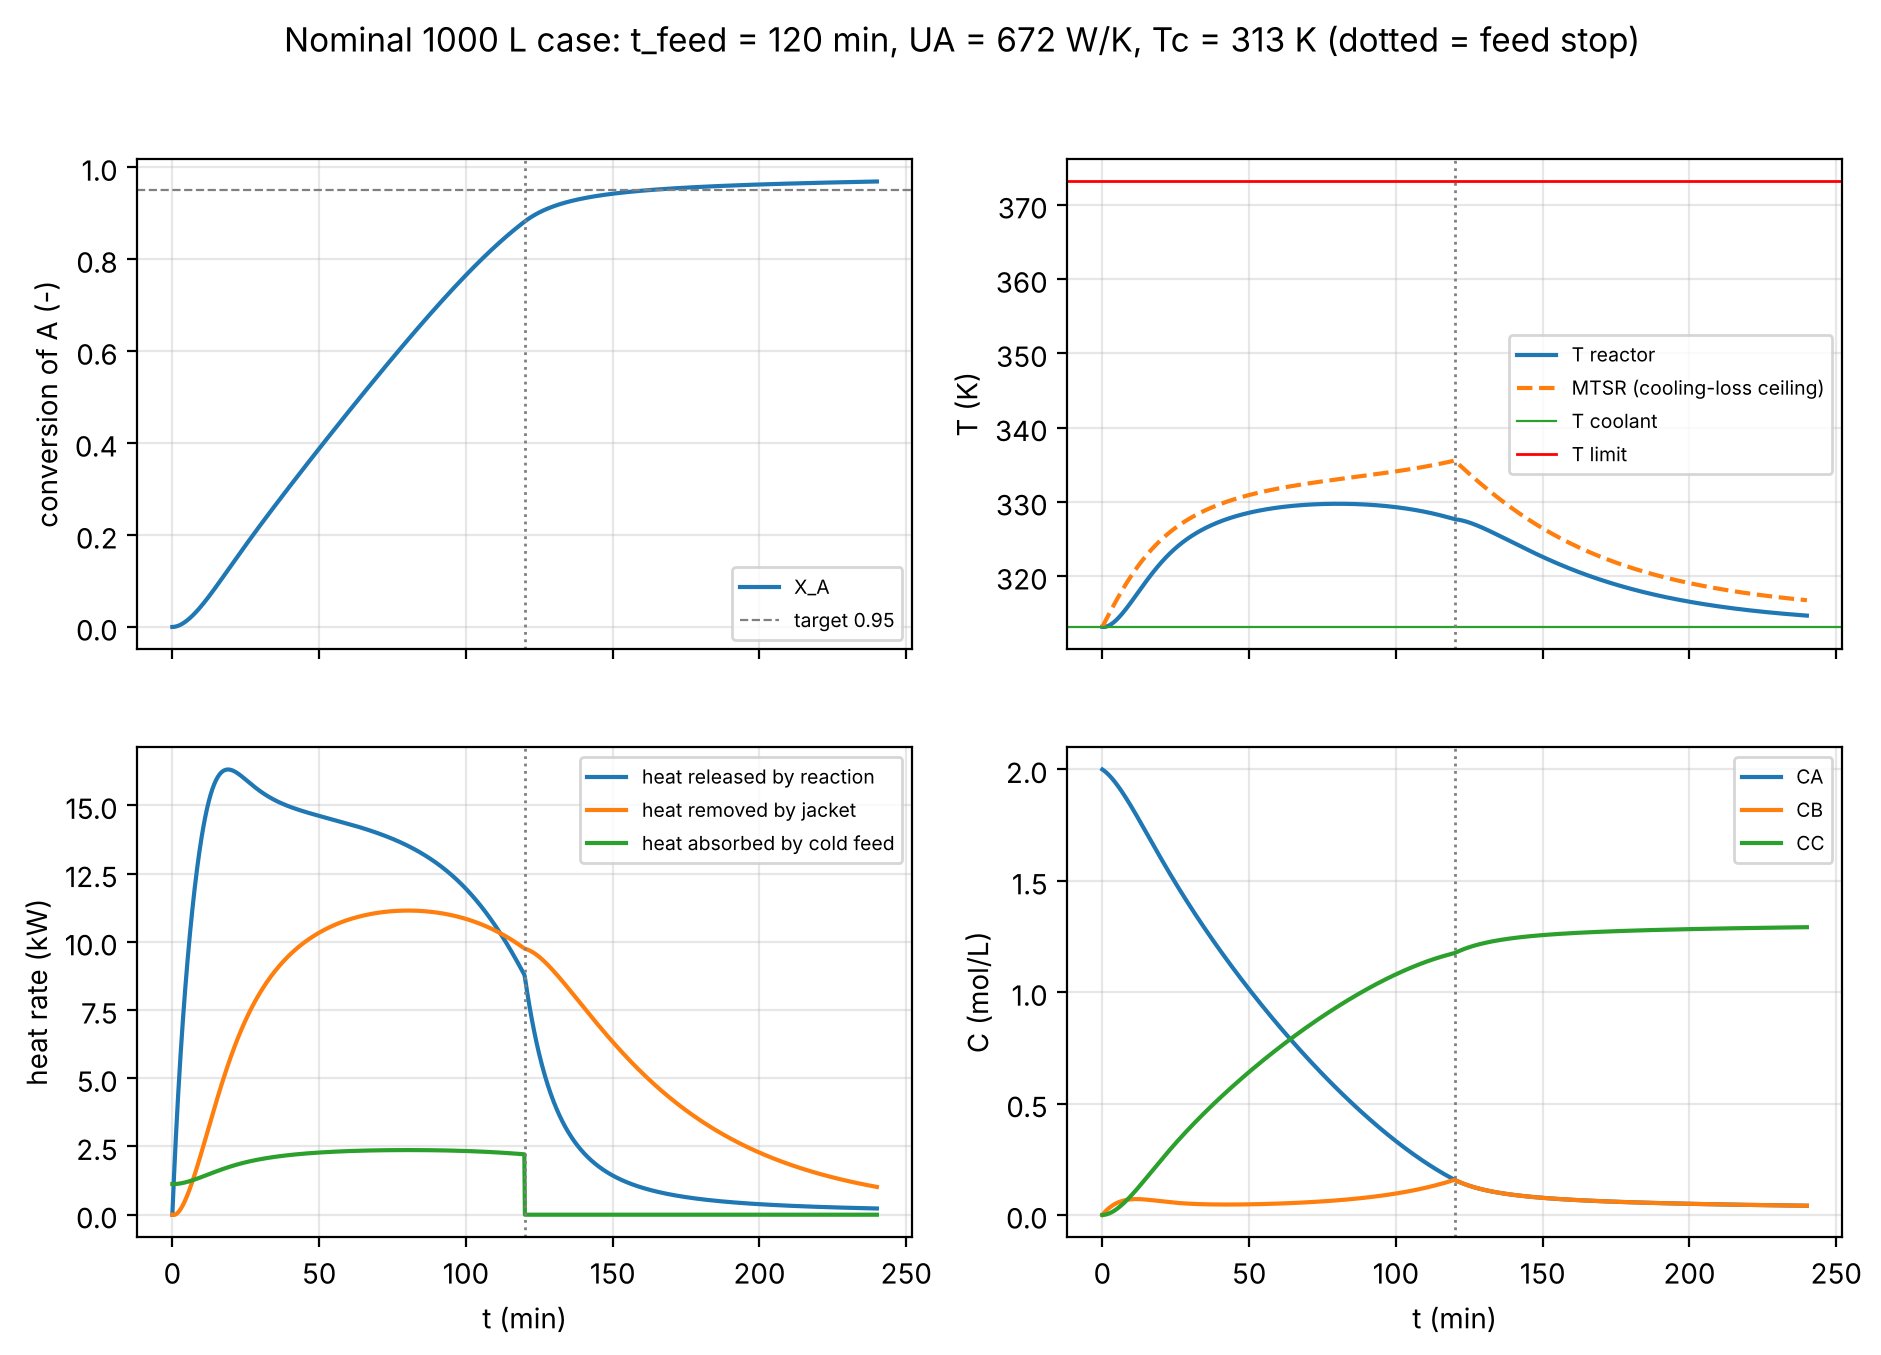 Nominal 1000 L case: t_feed = 120 min, UA = 672 W/K, Tc = 313 K (dotted = feed stop)
conversion of A (-)
1.0
0.8
0.6
0.4
0.2
0.0
X_A
target 0.95
T (K)
370
360
350
340
330
320
T reactor
MTSR (cooling-loss ceiling)
T coolant
T limit
heat rate (kW)
15.0
12.5
10.0
7.5
5.0
2.5
0.0
heat released by reaction
heat removed by jacket
heat absorbed by cold feed
0 50 100 150 200 250
t (min)
C (mol/L)
2.0
1.5
1.0
0.5
0.0
CA
CB
CC
0 50 100 150 200 250
t (min)